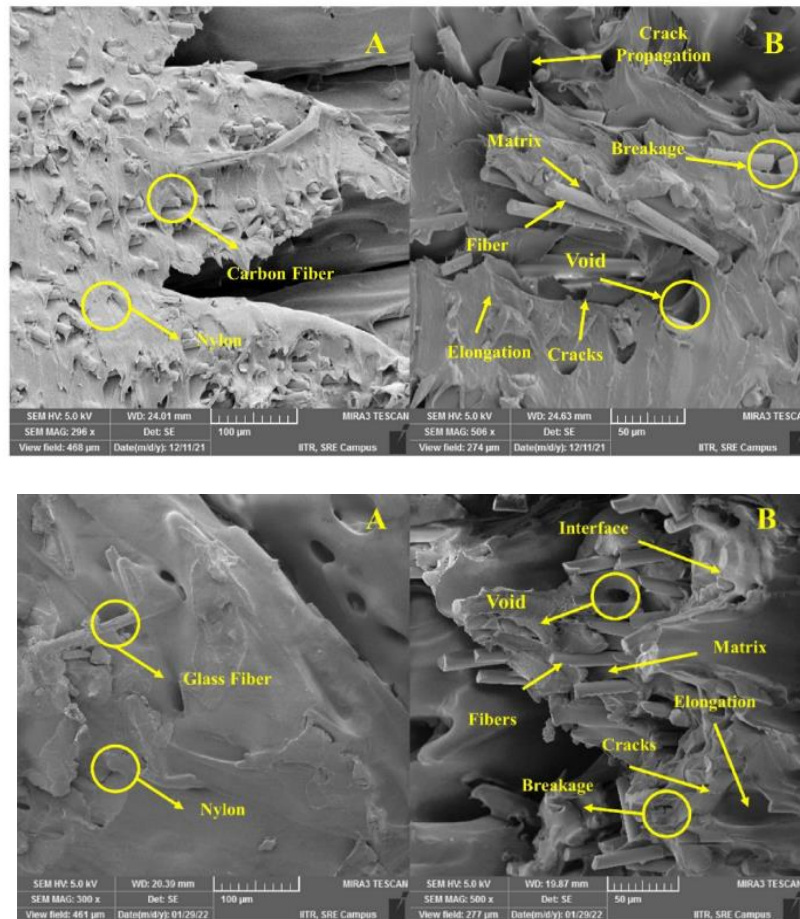 A
Carbon Fiber
Nylon
SEM HV: 5.0 kV WD: 24.01 mm MIRA3 TESCAN
SEM MAG: 296 x Det: SE 100 µm
View field: 468 µm Date(m/d/y): 12/11/21 IITR, SRE Campus
B
Crack
Propagation
Matrix
Breakage
Fiber
Void
Elongation
Cracks
SEM HV: 5.0 kV WD: 24.63 mm MIRA3 TESCAN
SEM MAG: 506 x Det: SE 50 µm
View field: 274 µm Date(m/d/y): 12/11/21 IITR, SRE Campus
A
Glass Fiber
Nylon
SEM HV: 5.0 kV WD: 20.39 mm MIRA3 TESCAN
SEM MAG: 300 x Det: SE 100 µm
View field: 461 µm Date(m/d/y): 01/29/22 IITR, SRE Campus
B
Interface
Void
Matrix
Fibers
Elongation
Cracks
Breakage
SEM HV: 5.0 kV WD: 19.87 mm MIRA3 TESCAN
SEM MAG: 500 x Det: SE 50 µm
View field: 277 µm Date(m/d/y): 01/29/22 IITR, SRE Campus